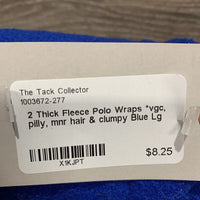 The Tack Collector
1003672-277
2 Thick Fleece Polo Wraps *vgc,
pilly, mnr hair & clumpy Blue Lg
X1KJPT
$8.25